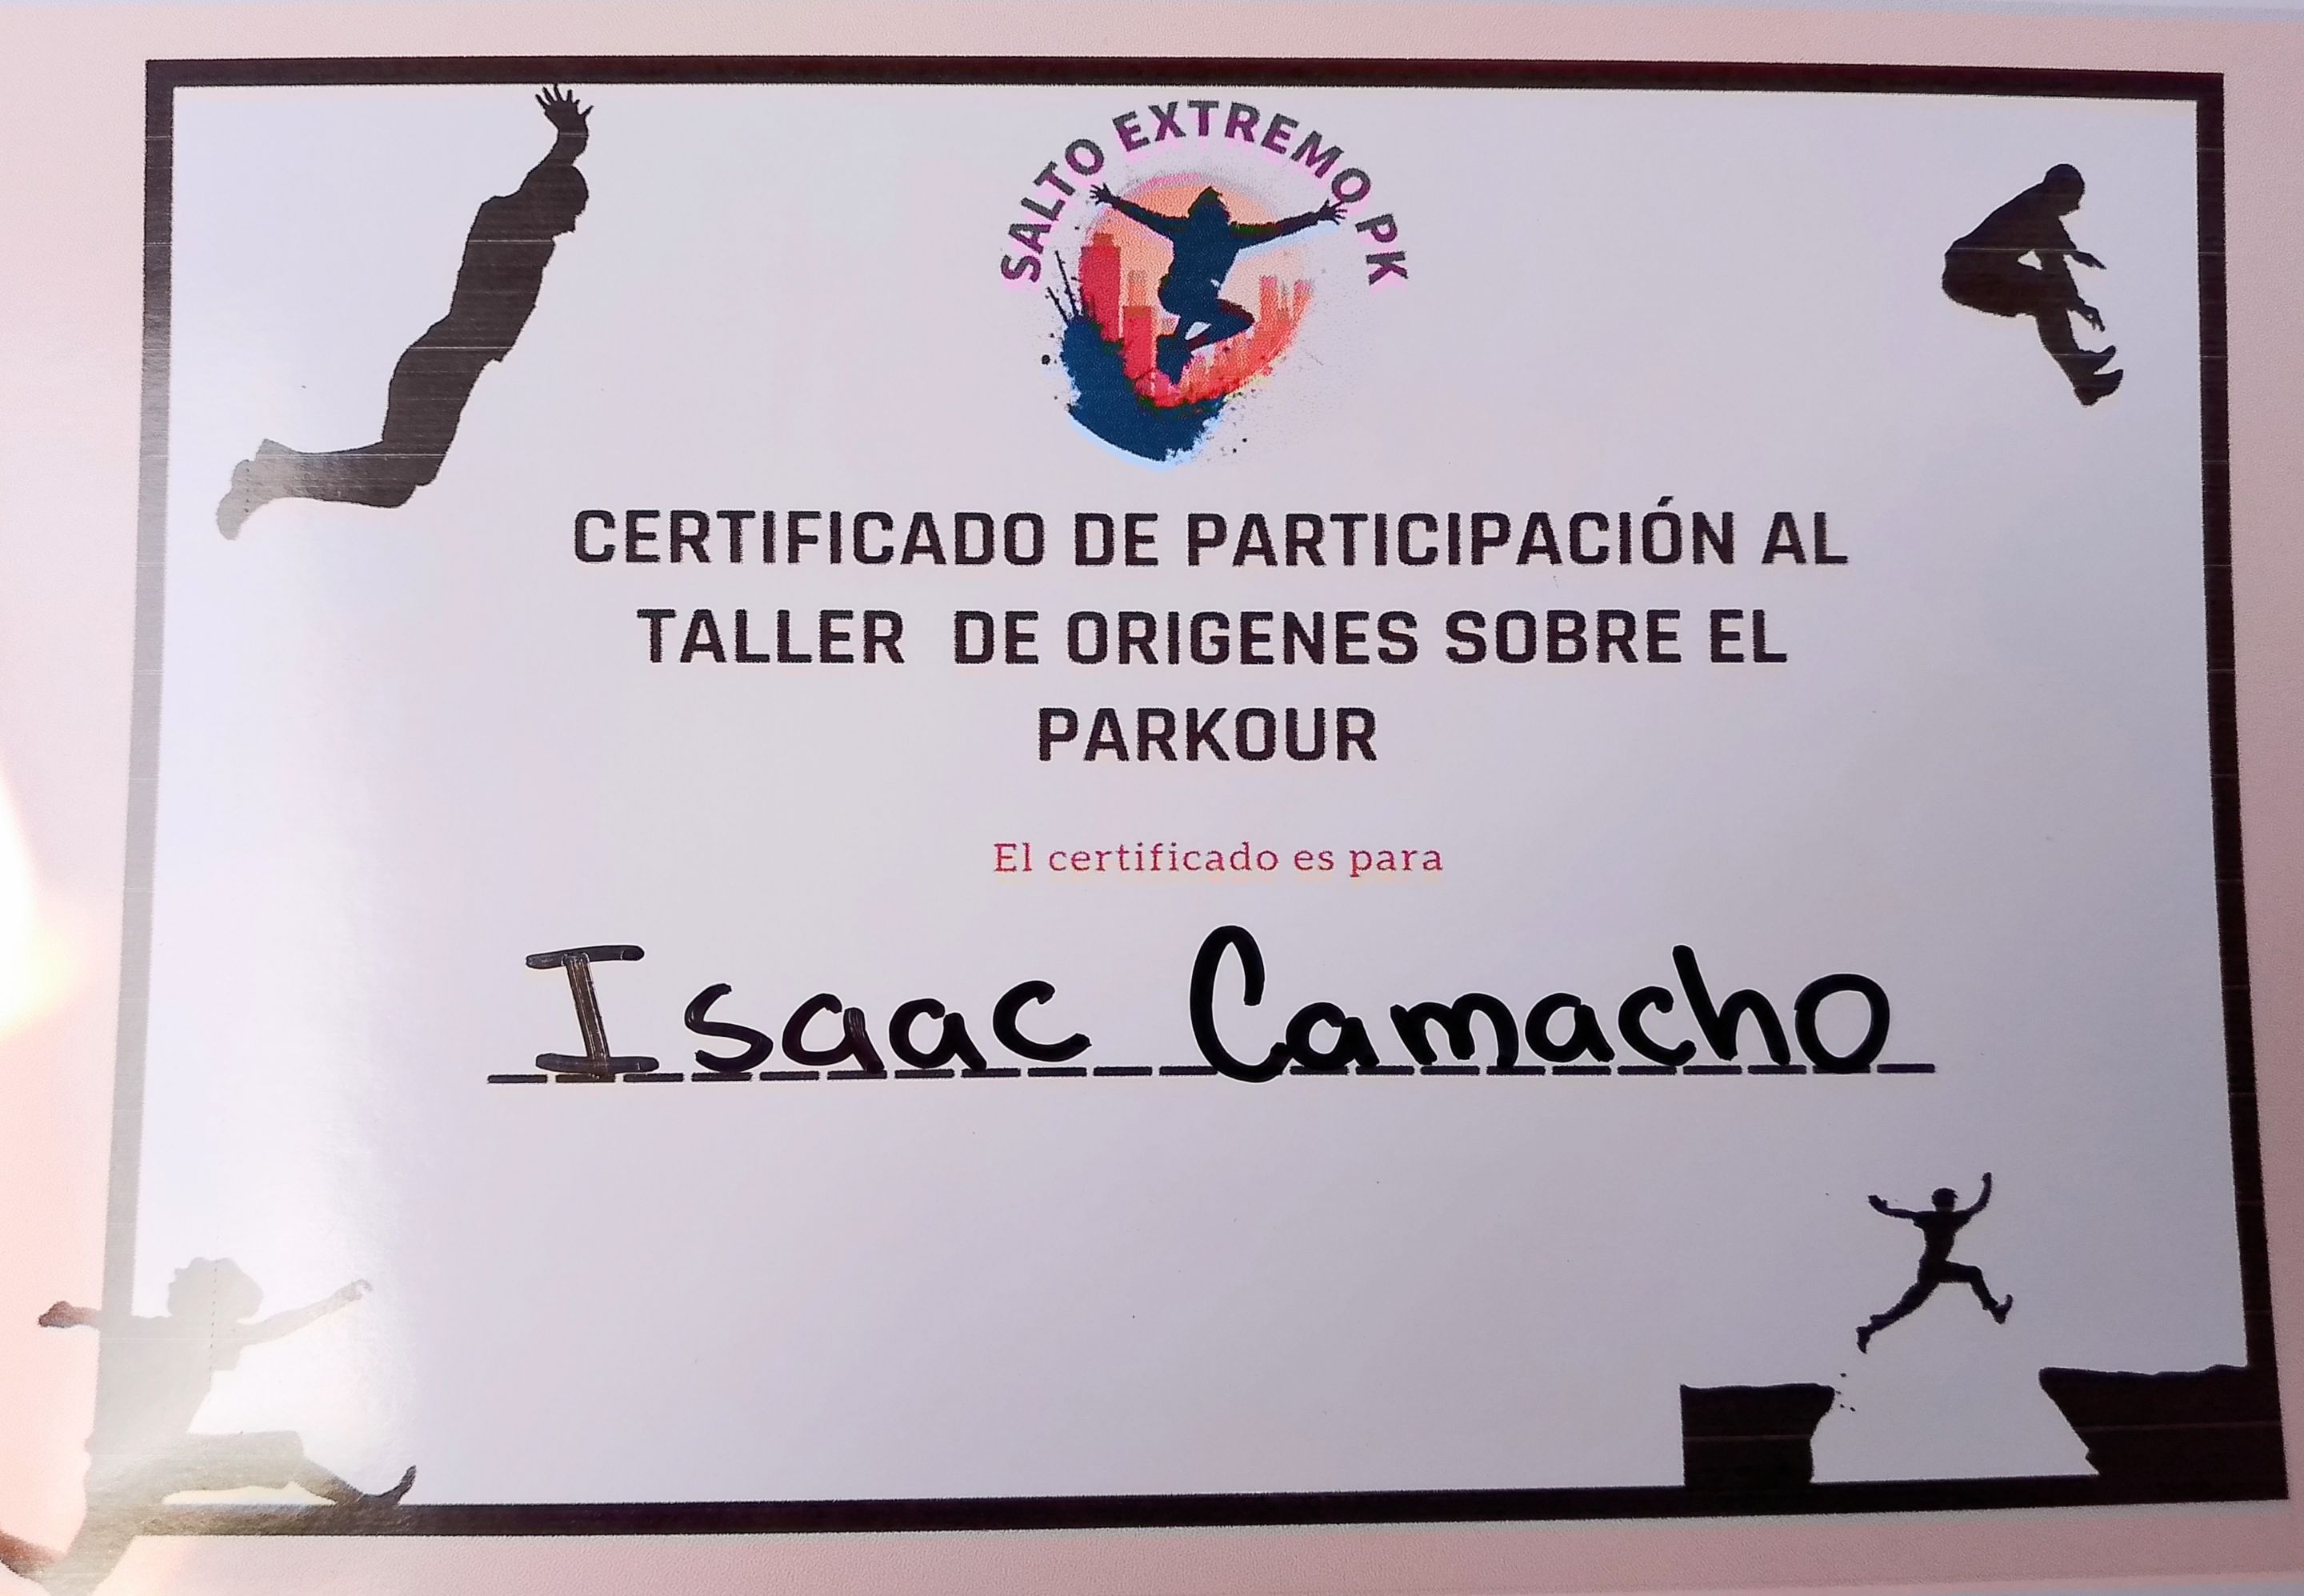 SALTO EXTREMO PK
CERTIFICADO DE PARTICIPACIÓN AL
TALLER DE ORIGENES SOBRE EL
PARKOUR
El certificado es para
Isaac Camacho